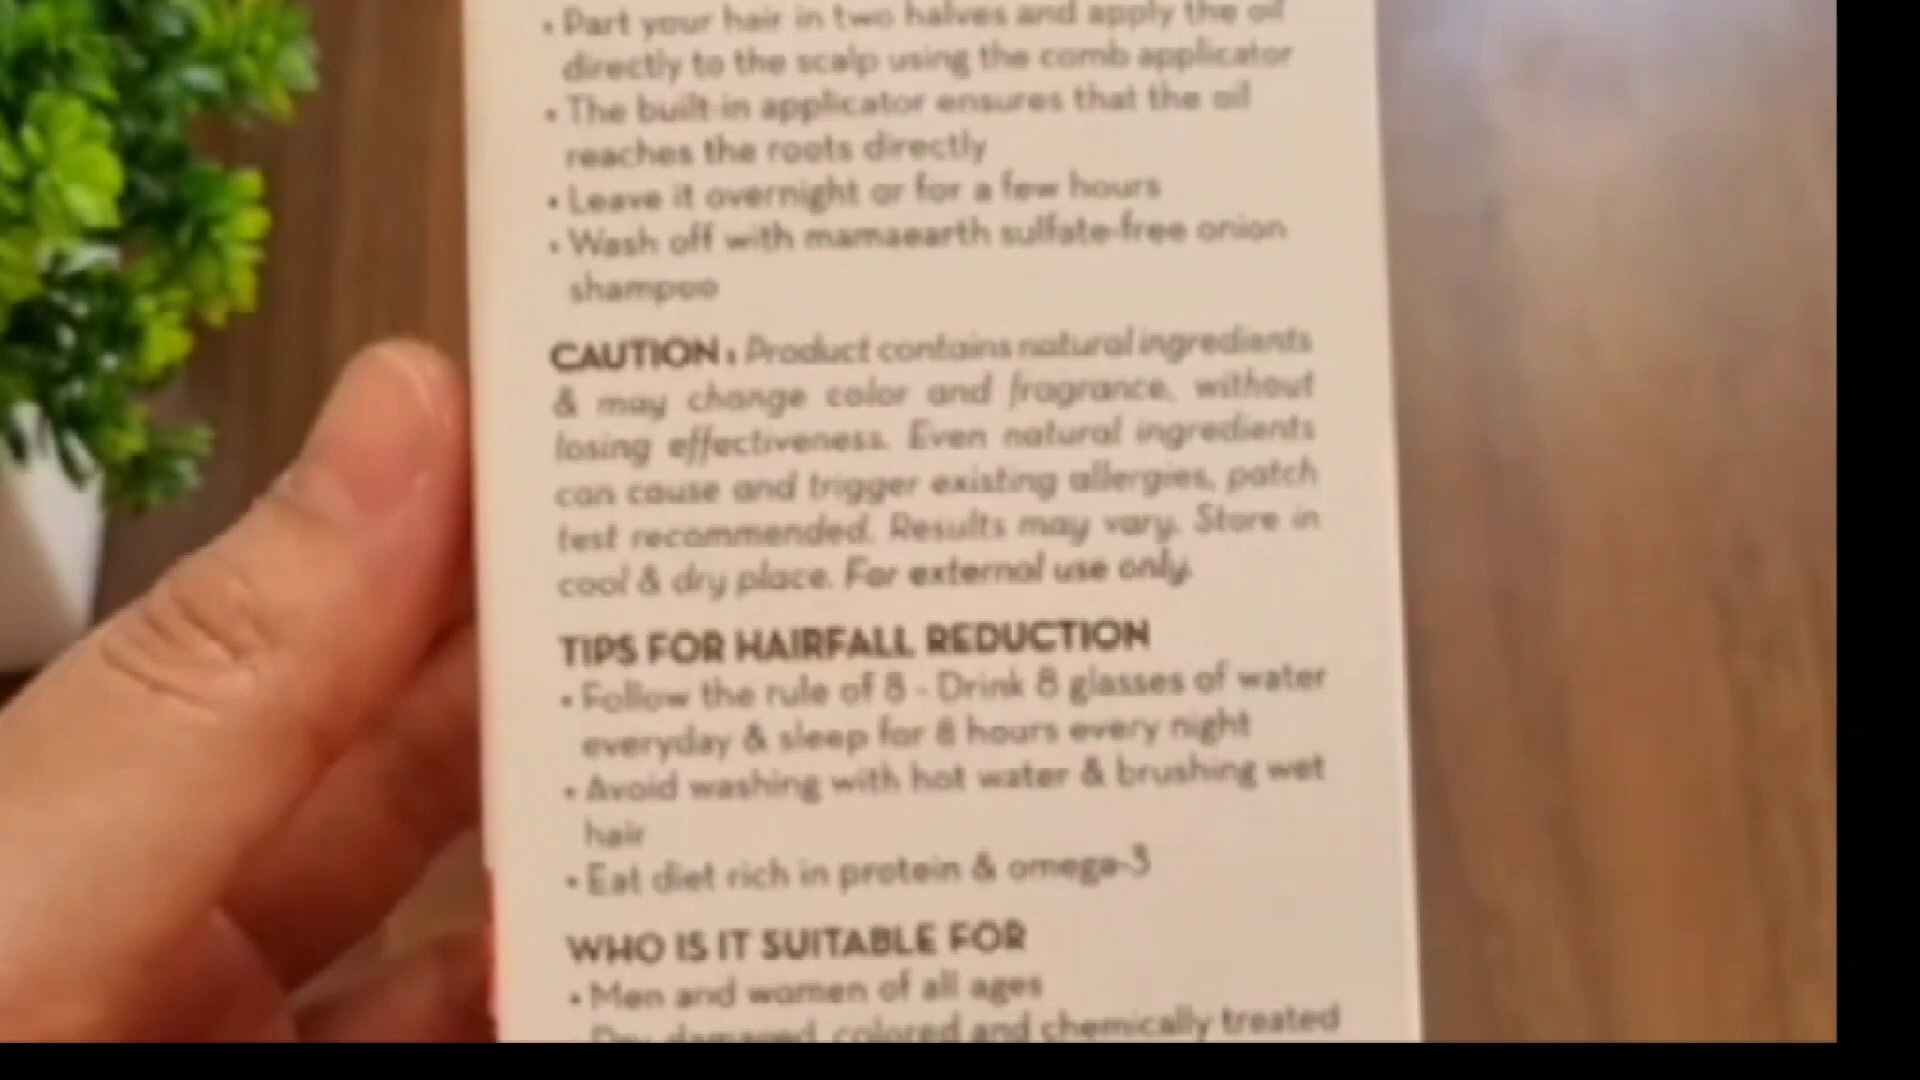 • Part your hair in two halves and apply the oil
directly to the scalp using the comb applicator
• The built-in applicator ensures that the oil
reaches the roots directly
• Leave it overnight or for a few hours
• Wash off with mamaearth sulfate-free onion
shampoo
CAUTION: Product contains natural ingredients
& may change color and fragrance, without
losing effectiveness. Even natural ingredients
can cause and trigger existing allergies, patch
test recommended. Results may vary. Store in
cool & dry place. For external use only.
TIPS FOR HAIRFALL REDUCTION
• Follow the rule of 8 - Drink 8 glasses of water
everyday & sleep for 8 hours every night
• Avoid washing with hot water & brushing wet
hair
• Eat diet rich in protein & omega-3
WHO IS IT SUITABLE FOR
• Men and women of all ages
Dry, damaged, colored and chemically treated